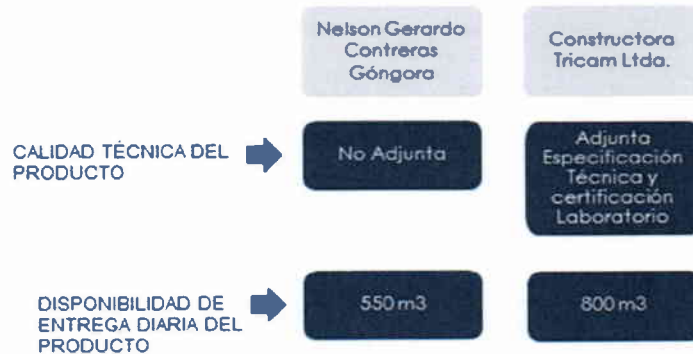 Nelson Gerardo
Contreras
Góngora
Constructora
Tricam Ltda.
CALIDAD TÉCNICA DEL
PRODUCTO
No Adjunta
Adjunta
Especificación
Técnica y
certificación
Laboratorio
DISPONIBILIDAD DE
ENTREGA DIARIA DEL
PRODUCTO
550 m3
800 m3